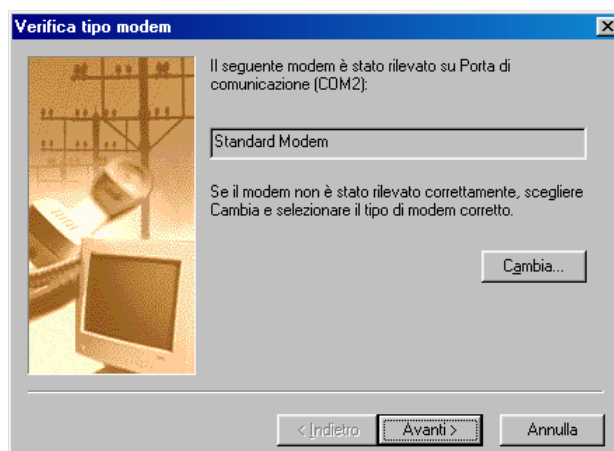 Verifica tipo modem
Il seguente modem è stato rilevato su Porta di
comunicazione (COM2):
Standard Modem
Se il modem non è stato rilevato correttamente, scegliere
Cambia e selezionare il tipo di modem corretto.
Cambia...
< Indietro
Avanti >
Annulla